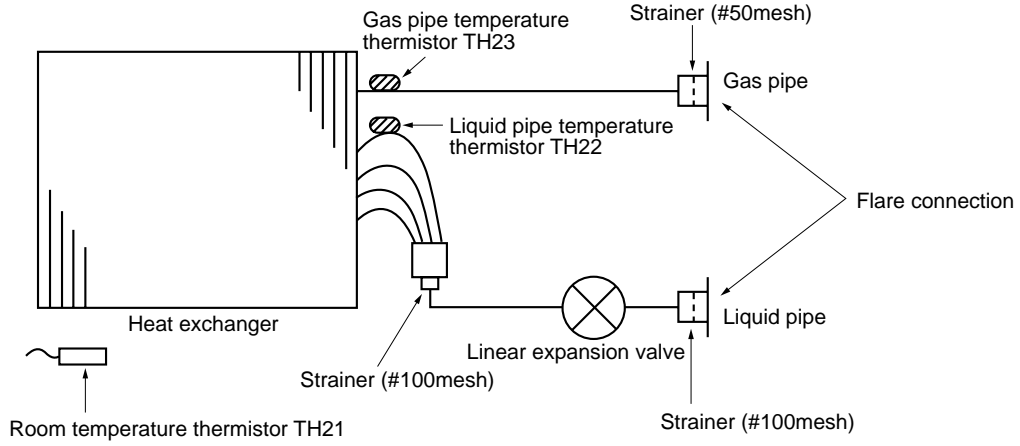 Strainer (#50mesh)
Gas pipe temperature
thermistor TH23
Gas pipe
Liquid pipe temperature
thermistor TH22
Flare connection
Heat exchanger
Liquid pipe
Linear expansion valve
Strainer (#100mesh)
Strainer (#100mesh)
Room temperature thermistor TH21